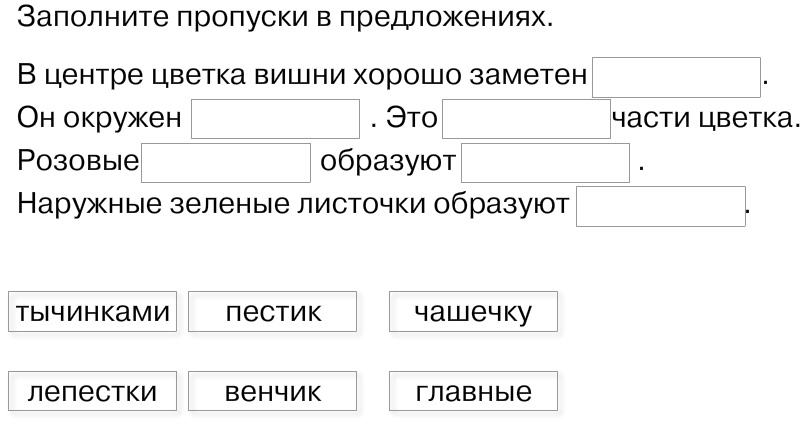 Заполните пропуски в предложениях.
В центре цветка вишни хорошо заметен .
Он окружен . Это части цветка.
Розовые образуют .
Наружные зеленые листочки образуют .
тычинками пестик чашечку
лепестки венчик главные